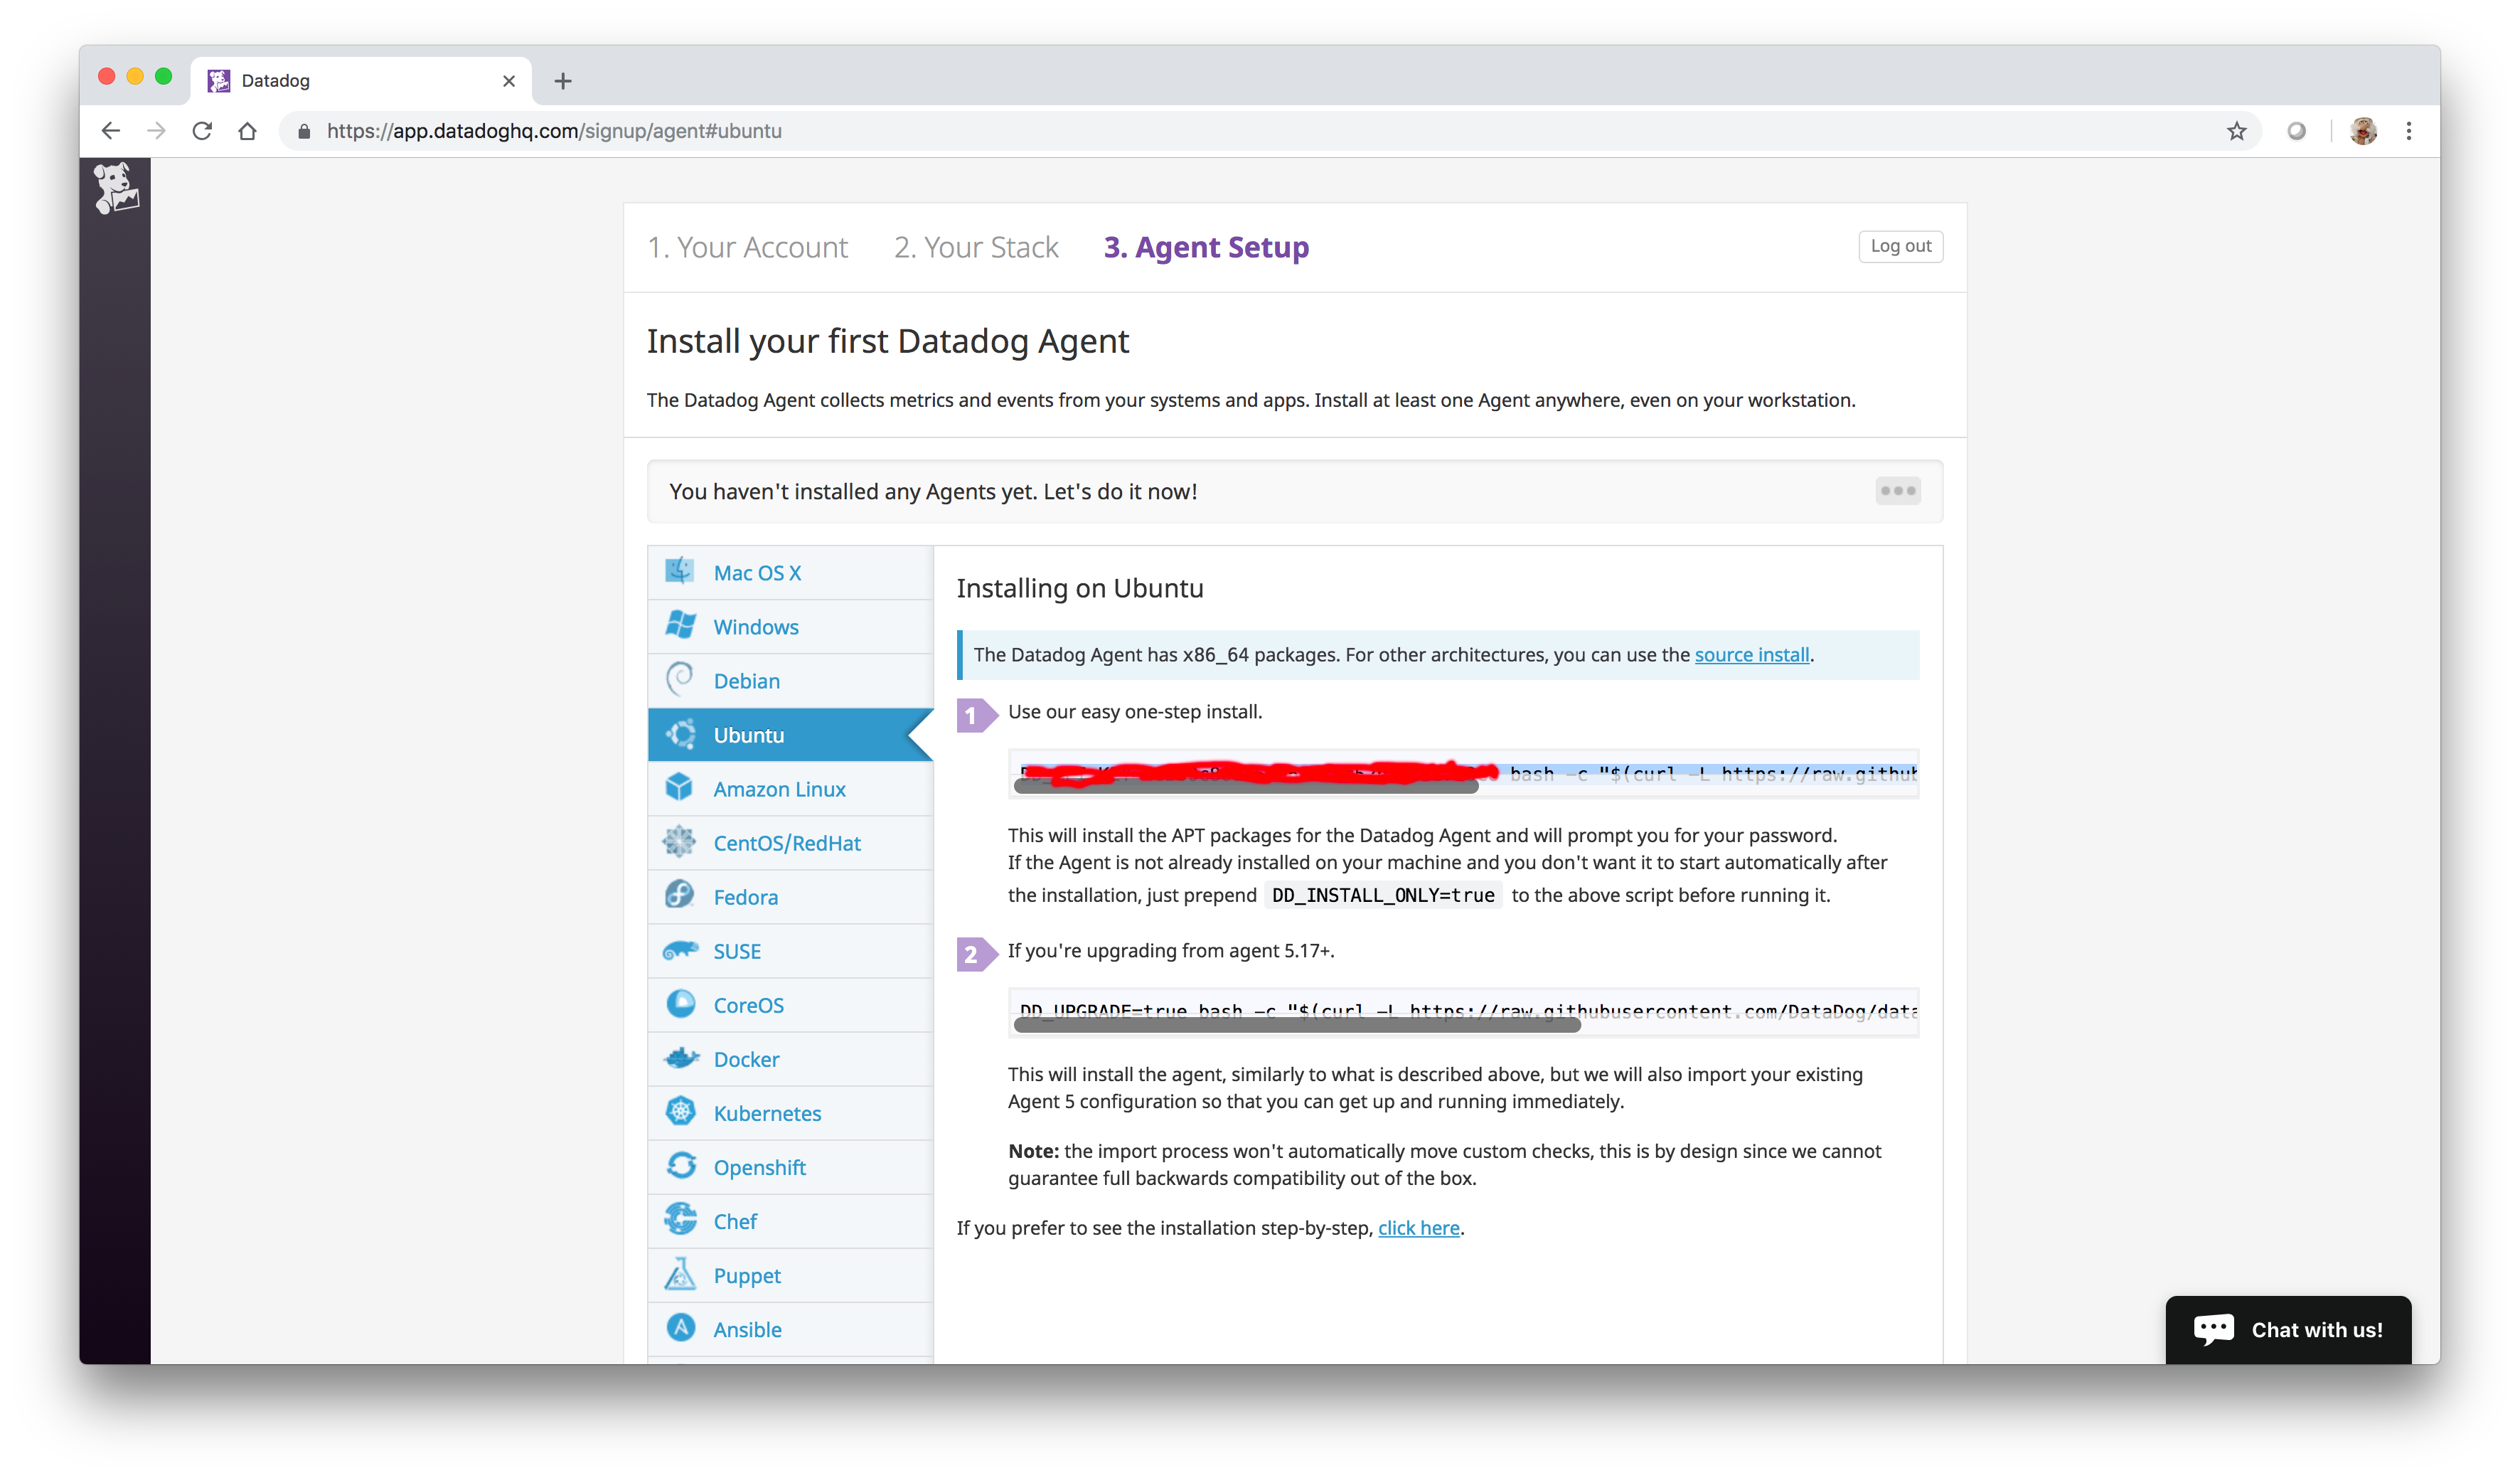 Datadog
https://app.datadoghq.com/signup/agent#ubuntu
1. Your Account 2. Your Stack 3. Agent Setup Log out
Install your first Datadog Agent
The Datadog Agent collects metrics and events from your systems and apps. Install at least one Agent anywhere, even on your workstation.
You haven't installed any Agents yet. Let's do it now!
Mac OS X
Windows
Debian
Ubuntu
Amazon Linux
CentOS/RedHat
Fedora
SUSE
CoreOS
Docker
Kubernetes
Openshift
Chef
Puppet
Ansible
Installing on Ubuntu
The Datadog Agent has x86_64 packages. For other architectures, you can use the source install.
1 Use our easy one-step install.
bash -c "$(curl -L https://raw.github
This will install the APT packages for the Datadog Agent and will prompt you for your password.
If the Agent is not already installed on your machine and you don't want it to start automatically after
the installation, just prepend DD_INSTALL_ONLY=true to the above script before running it.
2 If you're upgrading from agent 5.17+.
DD_UPGRADE=true bash -c "$(curl -L https://raw.githubusercontent.com/DataDog/data
This will install the agent, similarly to what is described above, but we will also import your existing
Agent 5 configuration so that you can get up and running immediately.
Note: the import process won't automatically move custom checks, this is by design since we cannot
guarantee full backwards compatibility out of the box.
If you prefer to see the installation step-by-step, click here.
Chat with us!